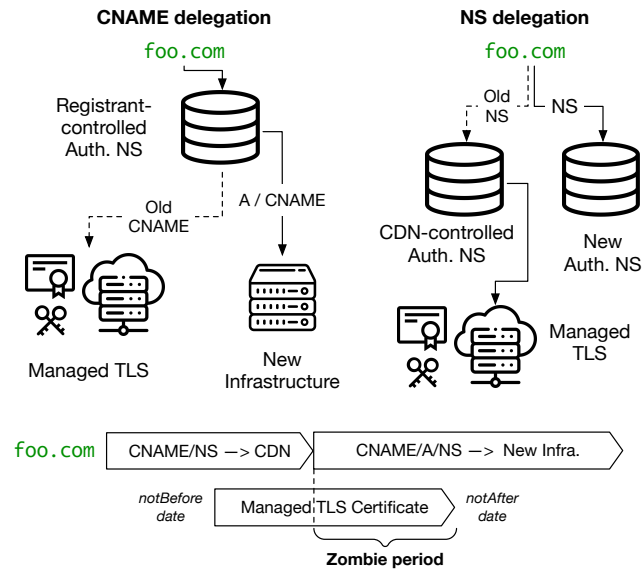 CNAME delegation
foo.com
Registrant-
controlled
Auth. NS
Old
CNAME
A / CNAME
Managed TLS
New
Infrastructure
NS delegation
foo.com
Old
NS
NS
CDN-controlled
Auth. NS
New
Auth. NS
Managed
TLS
foo.com
CNAME/NS —> CDN
CNAME/A/NS —> New Infra.
notBefore
date
Managed TLS Certificate
notAfter
date
Zombie period